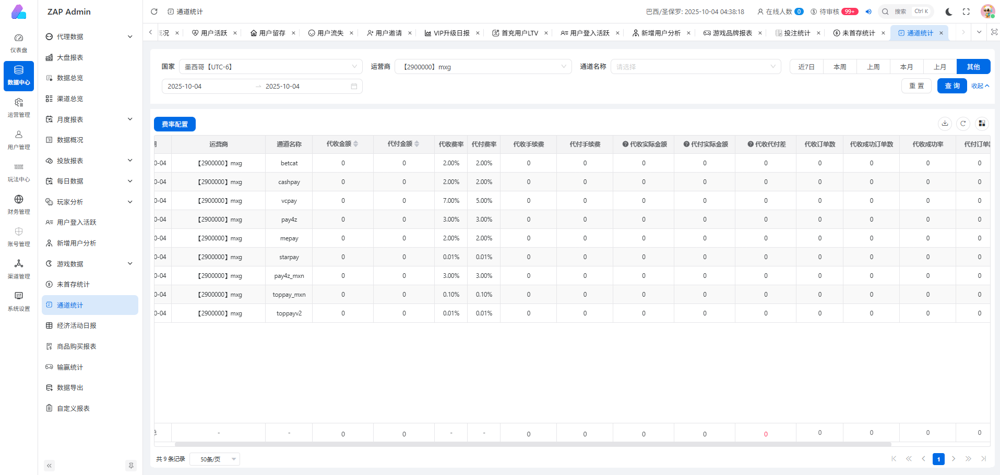 ZAP Admin
通道统计
巴西/圣保罗: 2025-10-04 04:38:18
在线人数 0
待审核 99+
搜索 Ctrl K
仪表盘
数据中心
运营管理
用户管理
玩法中心
财务管理
账号管理
渠道管理
系统设置
代理数据
大盘报表
数据总览
渠道总览
月度报表
数据概况
投放报表
每日数据
玩家分析
用户登入活跃
新增用户分析
游戏数据
未首存统计
通道统计
经济活动日报
商品购买报表
输赢统计
数据导出
自定义报表
况 × 用户活跃 × 用户留存 × 用户流失 × 用户邀请 × VIP升级日报 × 首充用户LTV × 用户登入活跃 × 新增用户分析 × 游戏品牌报表 × 投注统计 × 未首存统计 × 通道统计 ×
国家 墨西哥【UTC-6】 运营商 【2900000】mxg 通道名称 请选择 近7日 本周 上周 本月 上月 其他
2025-10-04 → 2025-10-04 重 置 查 询 收起
费率配置
运营商 通道名称 代收金额 代付金额 代收费率 代付费率 代收手续费 代付手续费 代收实际金额 代付实际金额 代收代付差 代收订单数 代收成功订单数 代收成功率 代付订单
0-04 【2900000】mxg betcat 0 0 2.00% 2.00% 0 0 0 0 0 0 0 0 0
0-04 【2900000】mxg cashpay 0 0 2.00% 2.00% 0 0 0 0 0 0 0 0 0
0-04 【2900000】mxg vcpay 0 0 7.00% 5.00% 0 0 0 0 0 0 0 0 0
0-04 【2900000】mxg pay4z 0 0 3.00% 3.00% 0 0 0 0 0 0 0 0 0
0-04 【2900000】mxg mepay 0 0 2.00% 2.00% 0 0 0 0 0 0 0 0 0
0-04 【2900000】mxg starpay 0 0 0.01% 0.01% 0 0 0 0 0 0 0 0 0
0-04 【2900000】mxg pay4z_mxn 0 0 3.00% 3.00% 0 0 0 0 0 0 0 0 0
0-04 【2900000】mxg toppay_mxn 0 0 0.10% 0.10% 0 0 0 0 0 0 0 0 0
0-04 【2900000】mxg toppayv2 0 0 0.01% 0.01% 0 0 0 0 0 0 0 0 0
- - 0 0 - - 0 0 0 0 0 0 0 0 0
共 9 条记录 50条/页 1